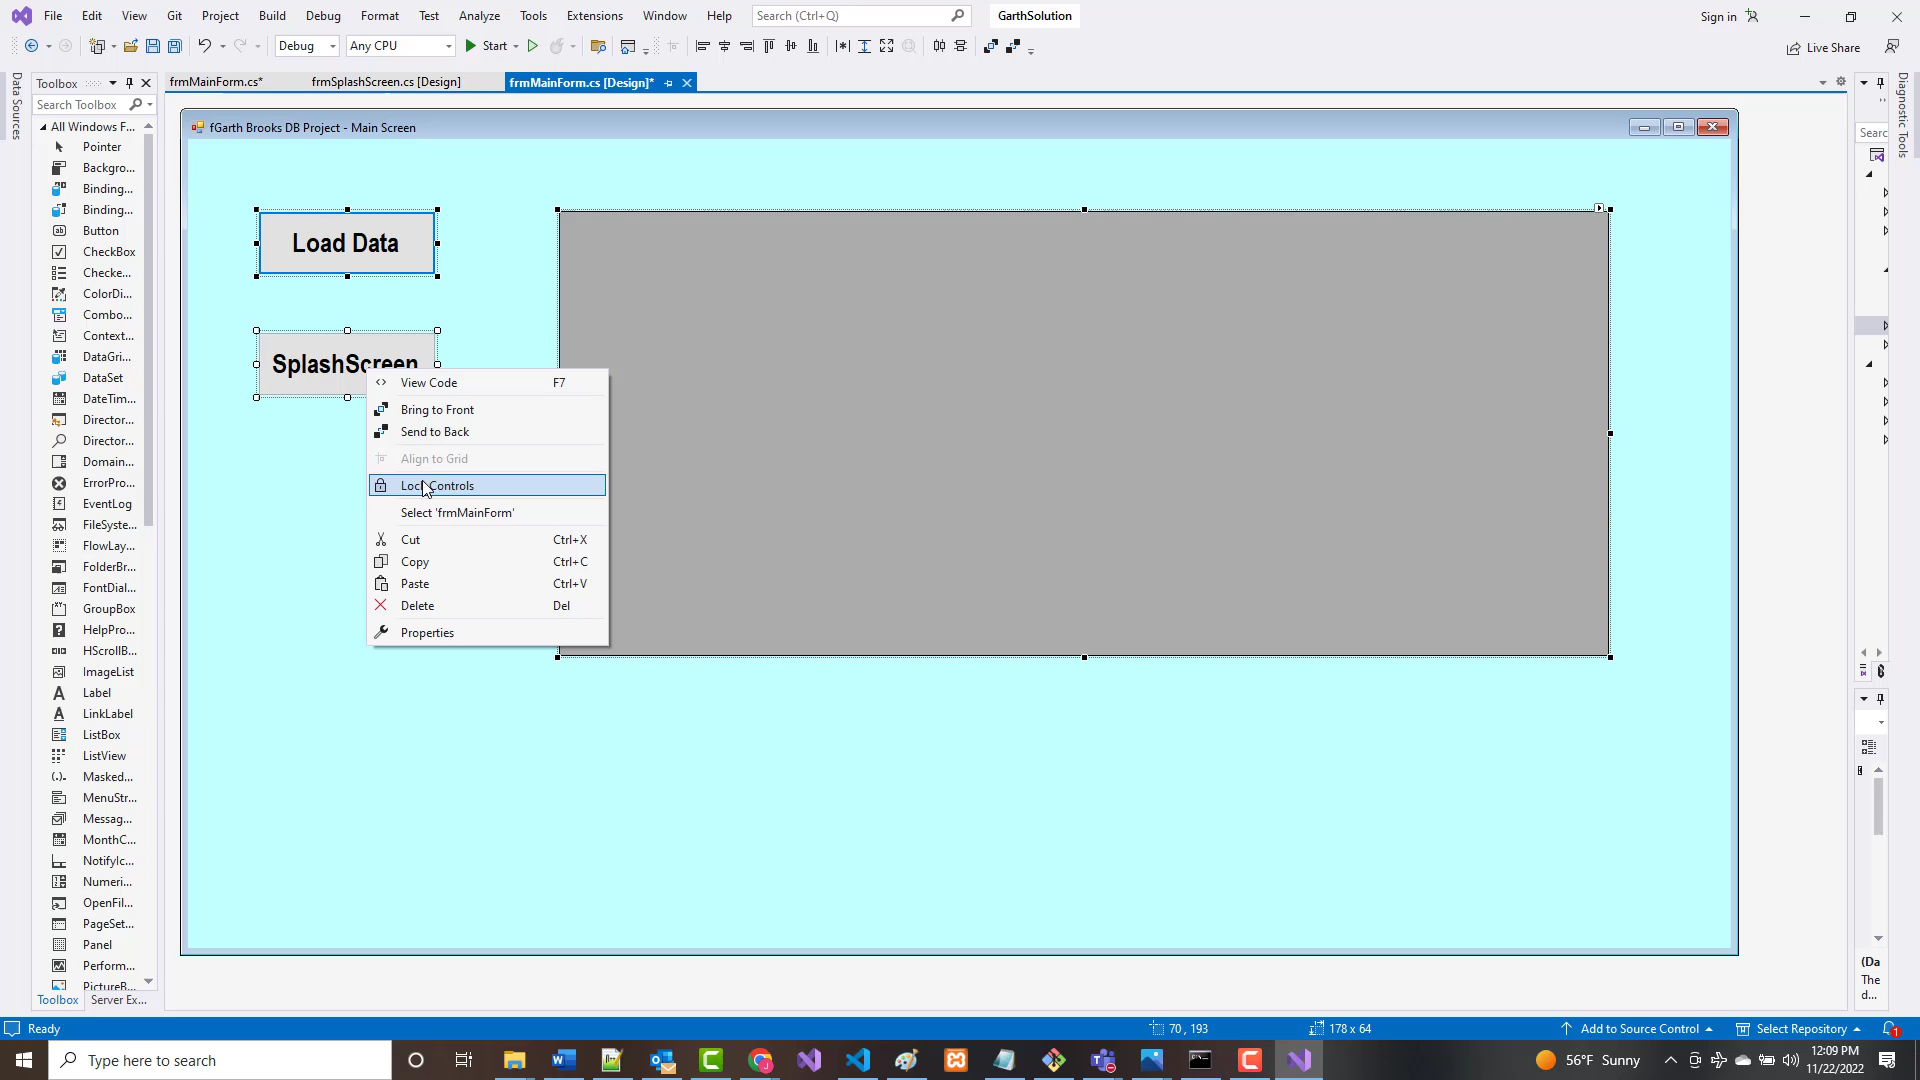 File Edit View Git Project Build Debug Format Test Analyze Tools Extensions Window Help Search (Ctrl+Q) GarthSolution Sign in
Debug Any CPU Start Live Share
Data Sources
Toolbox
frmMainForm.cs* frmSplashScreen.cs [Design] frmMainForm.cs [Design]*
Diagnostic Tools
Search Toolbox
All Windows F...
Pointer
Backgro...
Binding...
Binding...
Button
CheckBox
Checke...
ColorDi...
Combo...
Context...
DataGri...
DataSet
DateTim...
Director...
Director...
Domain...
ErrorPro...
EventLog
FileSyste...
FlowLay...
FolderBr...
FontDial...
GroupBox
HelpPro...
HScrollB...
ImageList
Label
LinkLabel
ListBox
ListView
Masked...
MenuStr...
Messag...
MonthC...
NotifyIc...
Numeri...
OpenFil...
PageSet...
Panel
Perform...
PictureB...
Toolbox Server Ex...
fGarth Brooks DB Project - Main Screen
Load Data
SplashScreen
View Code F7
Bring to Front
Send to Back
Align to Grid
Lock Controls
Select 'frmMainForm'
Cut Ctrl+X
Copy Ctrl+C
Paste Ctrl+V
Delete Del
Properties
Searc
(Da
The
d...
Ready 70 , 193 178 x 64 Add to Source Control Select Repository 1
Type here to search 56°F Sunny 12:09 PM
11/22/2022